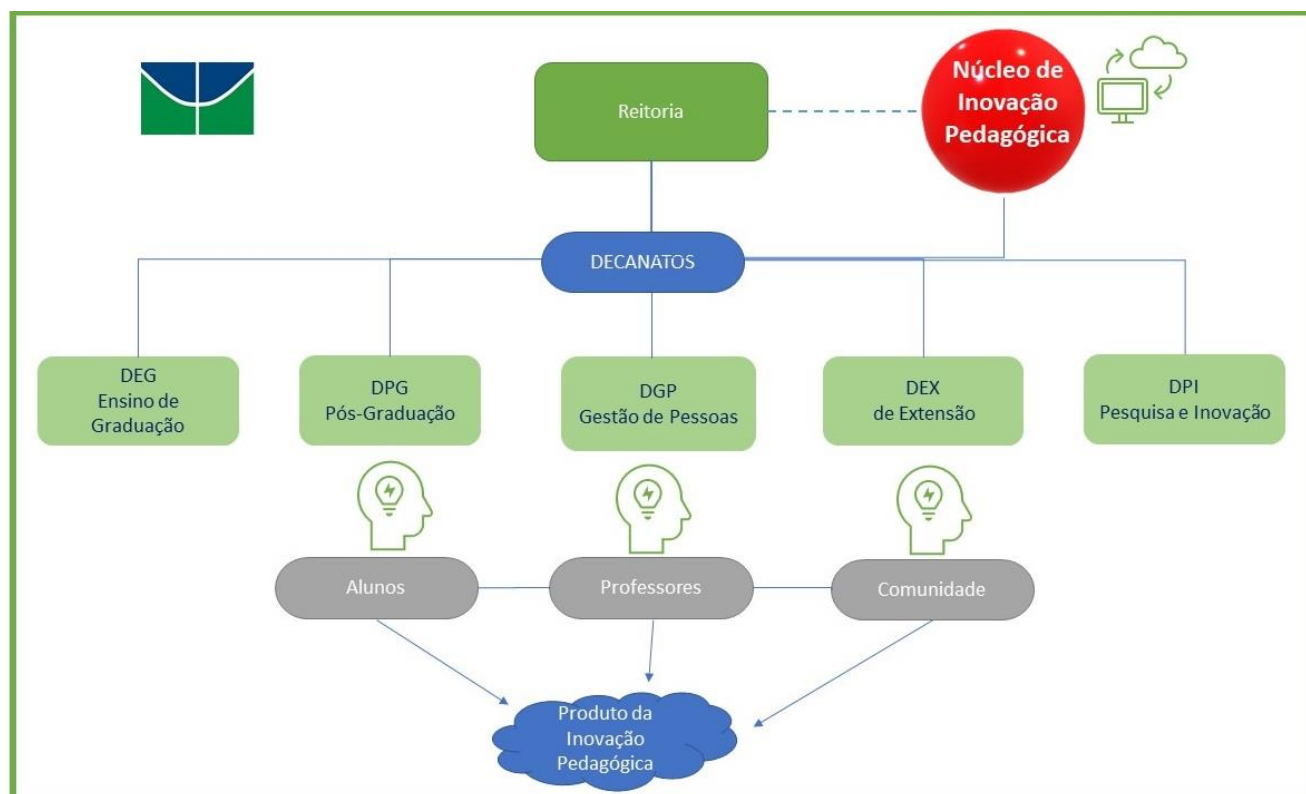 Reitoria
Núcleo de
Inovação
Pedagógica
DECANATOS
DEG
Ensino de
Graduação
DPG
Pós-Graduação
DGP
Gestão de Pessoas
DEX
de Extensão
DPI
Pesquisa e Inovação
Alunos
Professores
Comunidade
Produto da
Inovação
Pedagógica